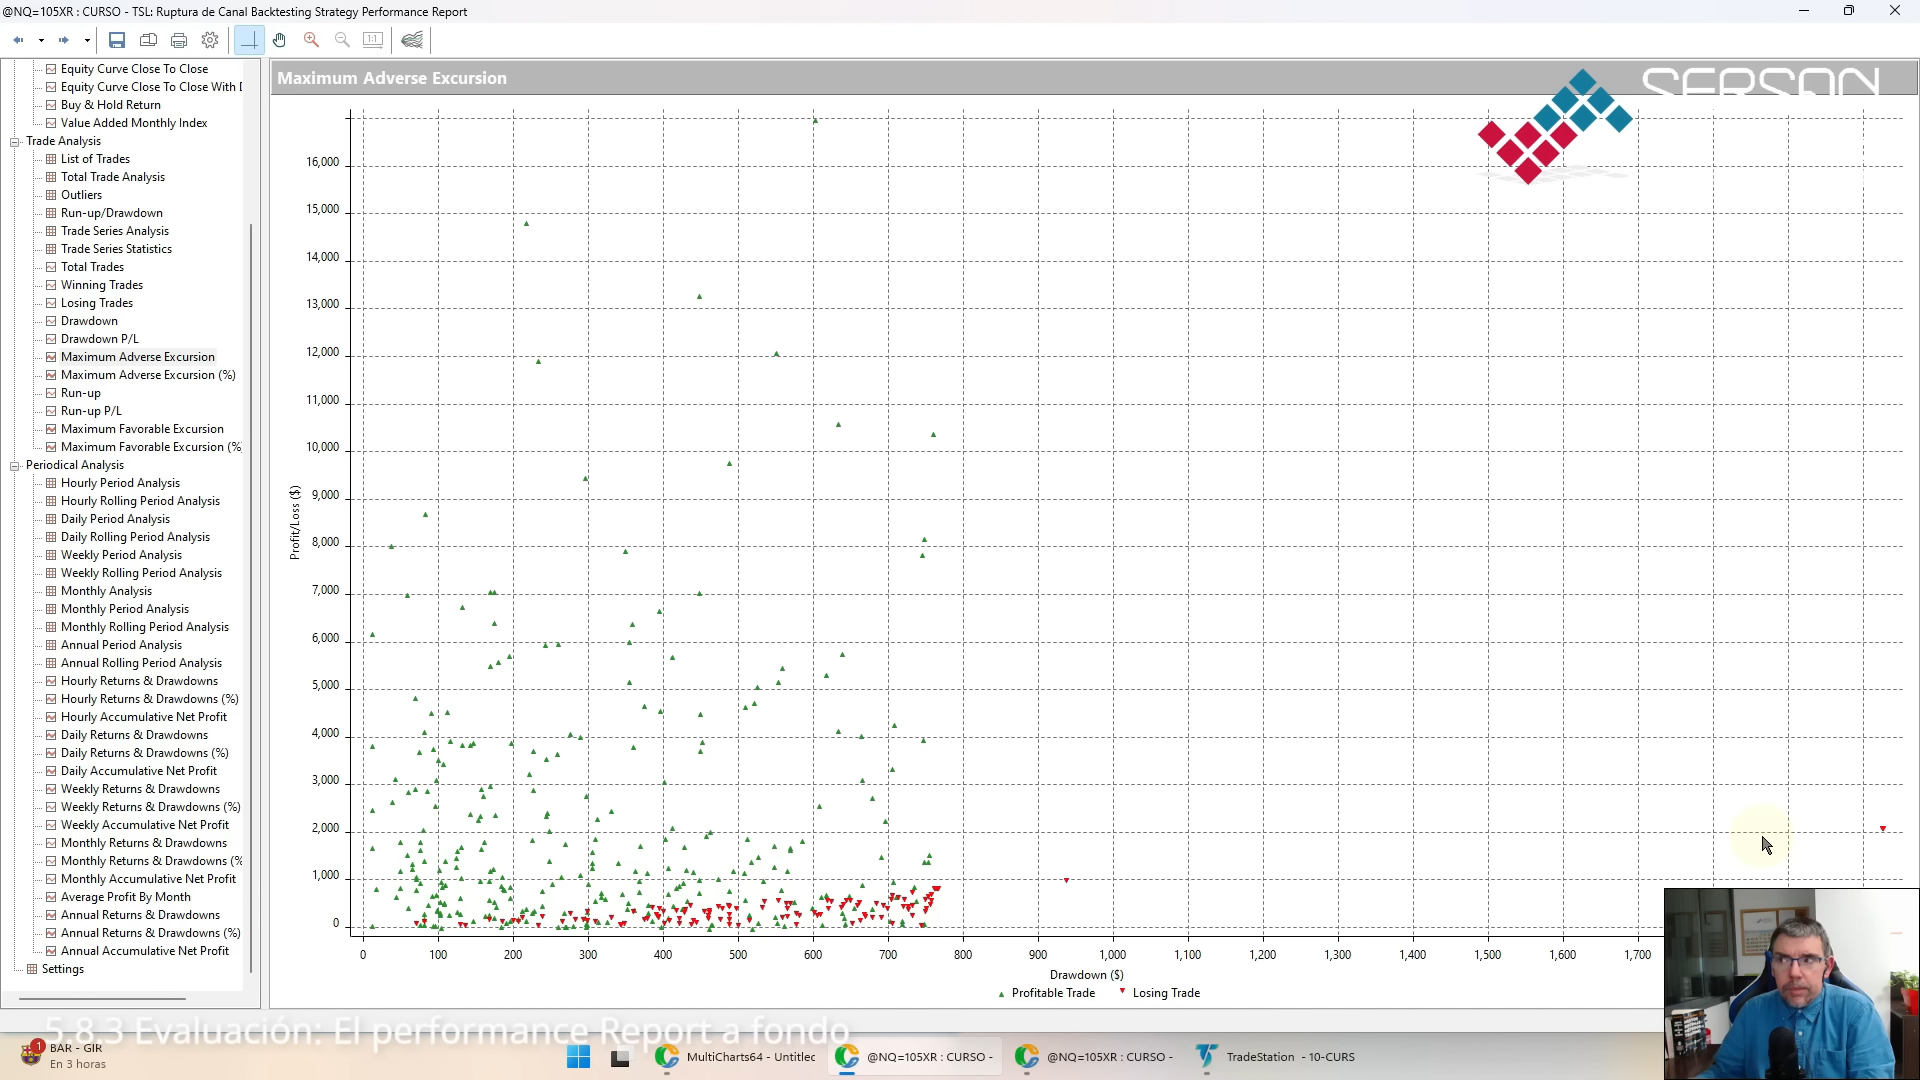 @NQ=105XR : CURSO - TSL: Ruptura de Canal Backtesting Strategy Performance Report
1:1
Equity Curve Close To Close
Equity Curve Close To Close With
Buy & Hold Return
Value Added Monthly Index
Trade Analysis
List of Trades
Total Trade Analysis
Outliers
Run-up/Drawdown
Trade Series Analysis
Trade Series Statistics
Total Trades
Winning Trades
Losing Trades
Drawdown
Drawdown P/L
Maximum Adverse Excursion
Maximum Adverse Excursion (%)
Run-up
Run-up P/L
Maximum Favorable Excursion
Maximum Favorable Excursion (%
Periodical Analysis
Hourly Period Analysis
Hourly Rolling Period Analysis
Daily Period Analysis
Daily Rolling Period Analysis
Weekly Period Analysis
Weekly Rolling Period Analysis
Monthly Analysis
Monthly Period Analysis
Monthly Rolling Period Analysis
Annual Period Analysis
Annual Rolling Period Analysis
Hourly Returns & Drawdowns
Hourly Returns & Drawdowns (%)
Hourly Accumulative Net Profit
Daily Returns & Drawdowns
Daily Returns & Drawdowns (%)
Daily Accumulative Net Profit
Weekly Returns & Drawdowns
Weekly Returns & Drawdowns (%)
Weekly Accumulative Net Profit
Monthly Returns & Drawdowns
Monthly Returns & Drawdowns (%
Monthly Accumulative Net Profit
Average Profit By Month
Annual Returns & Drawdowns
Annual Returns & Drawdowns (%)
Annual Accumulative Net Profit
Settings
Maximum Adverse Excursion
SERSAN
16,000
15,000
14,000
13,000
12,000
11,000
10,000
9,000
8,000
7,000
6,000
5,000
4,000
3,000
2,000
1,000
0
Profit/Loss ($)
0 100 200 300 400 500 600 700 800 900 1,000 1,100 1,200 1,300 1,400 1,500 1,600 1,700
Drawdown ($)
Profitable Trade Losing Trade
5.8.3 Evaluación: El performance Report a fondo
1
BAR - GIR
En 3 horas
MultiCharts64 - Untitlec
@NQ=105XR : CURSO -
@NQ=105XR : CURSO -
TradeStation - 10-CURS